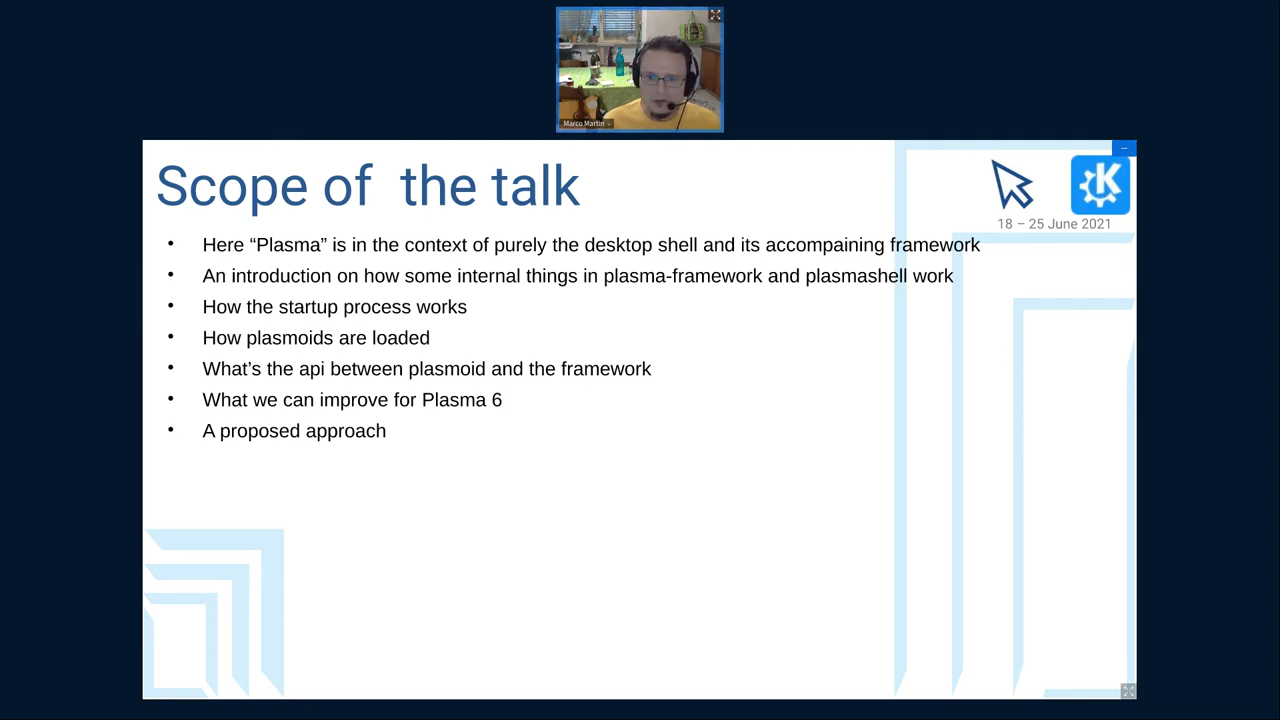 Marco Martin -
Scope of  the talk
18 – 25 June 2021
• Here “Plasma” is in the context of purely the desktop shell and its accompaining framework
• An introduction on how some internal things in plasma-framework and plasmashell work
• How the startup process works
• How plasmoids are loaded
• What’s the api between plasmoid and the framework
• What we can improve for Plasma 6
• A proposed approach